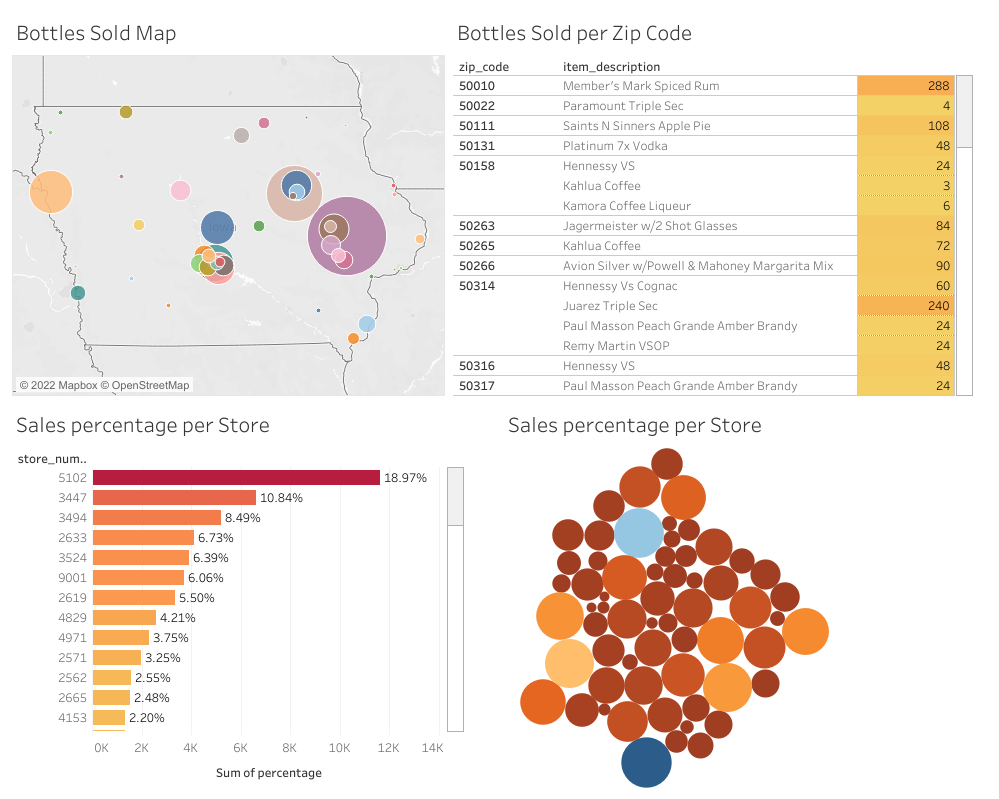 Bottles Sold Map
Bottles Sold per Zip Code
zip_code item_description
50010 Member's Mark Spiced Rum 288
50022 Paramount Triple Sec 4
50111 Saints N Sinners Apple Pie 108
50131 Platinum 7x Vodka 48
50158 Hennessy VS 24
Kahlua Coffee 3
Kamora Coffee Liqueur 6
50263 Jagermeister w/2 Shot Glasses 84
50265 Kahlua Coffee 72
50266 Avion Silver w/Powell & Mahoney Margarita Mix 90
50314 Hennessy Vs Cognac 60
Juarez Triple Sec 240
Paul Masson Peach Grande Amber Brandy 24
Remy Martin VSOP 24
50316 Hennessy VS 48
50317 Paul Masson Peach Grande Amber Brandy 24
© 2022 Mapbox © OpenStreetMap
Sales percentage per Store
store_num..
5102 18.97%
3447 10.84%
3494 8.49%
2633 6.73%
3524 6.39%
9001 6.06%
2619 5.50%
4829 4.21%
4971 3.75%
2571 3.25%
2562 2.55%
2665 2.48%
4153 2.20%
0K 2K 4K 6K 8K 10K 12K 14K
Sum of percentage
Sales percentage per Store